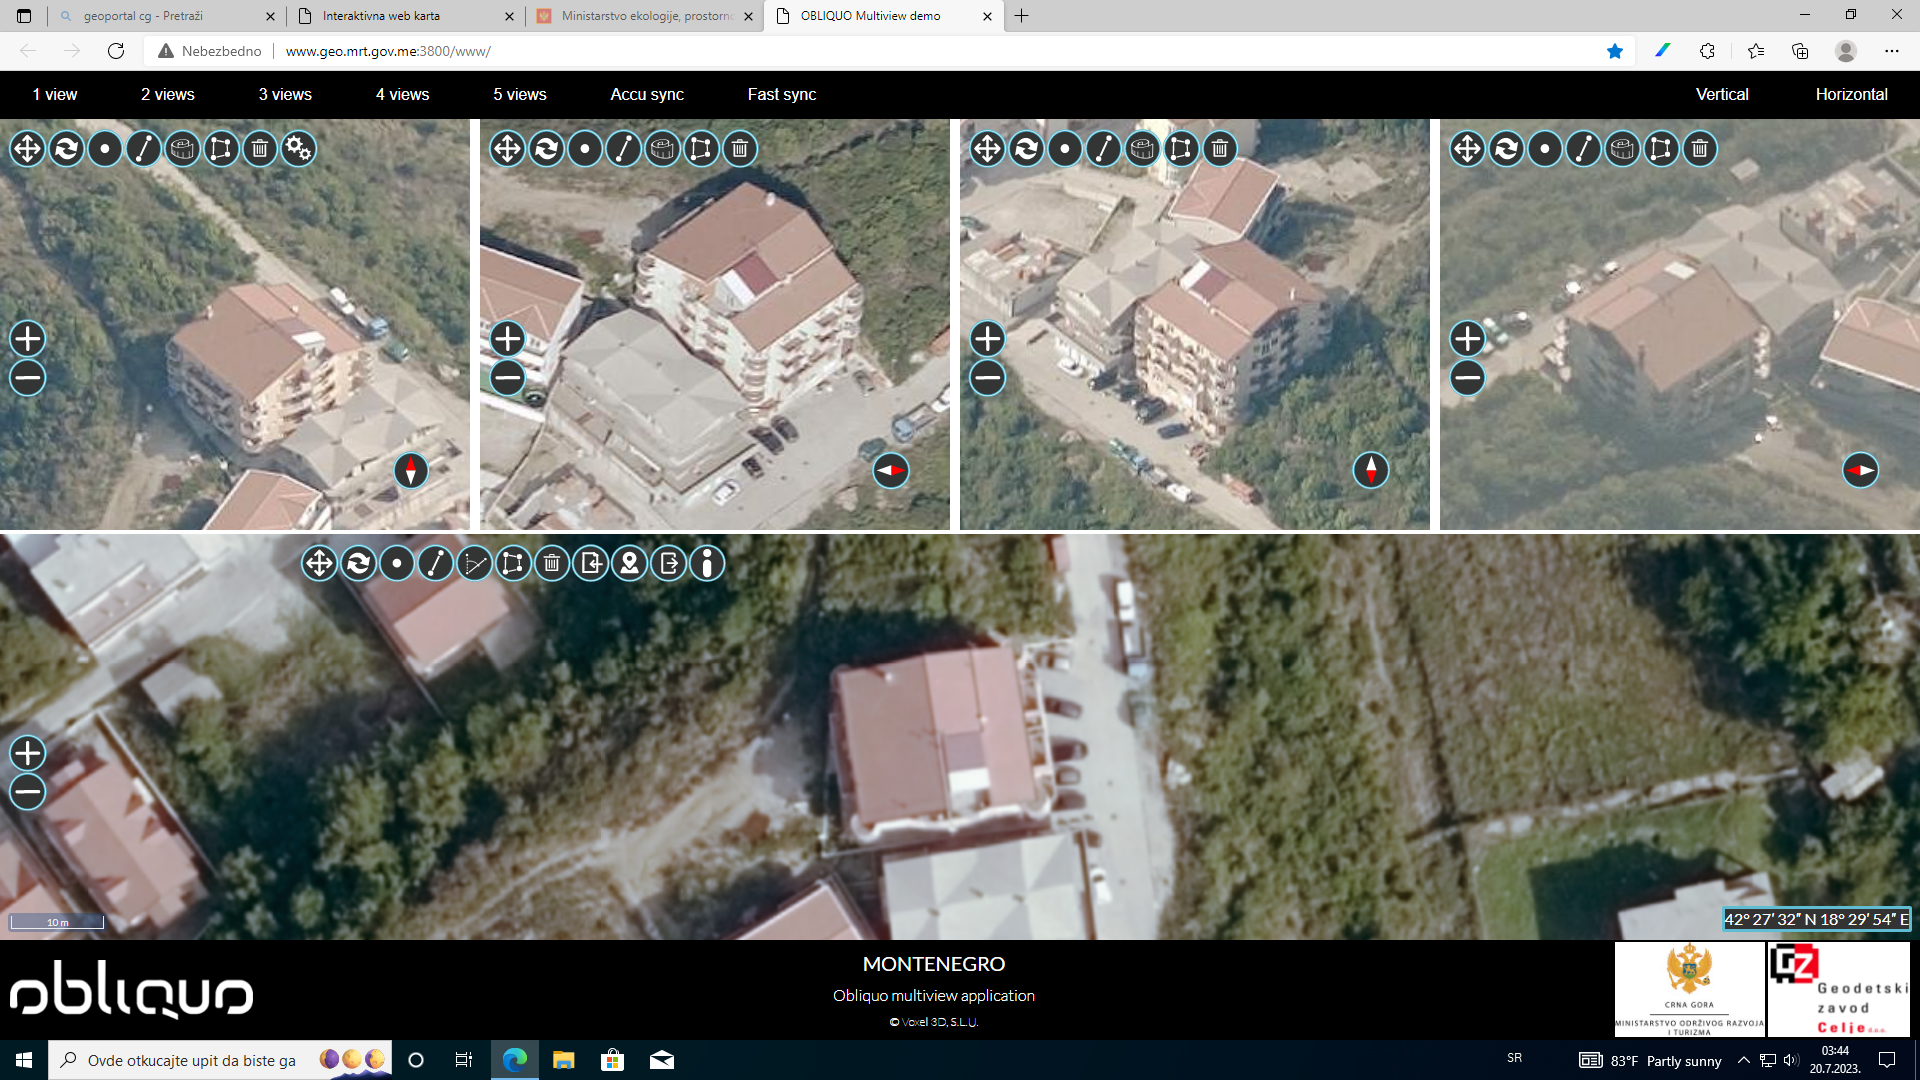 geoportal cg - Pretraži
Interaktivna web karta
Ministarstvo ekologije, prostorno
OBLIQUO Multiview demo
Nebezbedno
www.geo.mrt.gov.me:3800/www/
1 view
2 views
3 views
4 views
5 views
Accu sync
Fast sync
Vertical
Horizontal
10 m
42° 27′ 32″ N 18° 29′ 54″ E
obliquo
MONTENEGRO
Obliquo multiview application
© Voxel 3D, S.L.U.
CRNA GORA
MINISTARSTVO ODRŽIVOG RAZVOJA
I TURIZMA
GZ
Geodetski
zavod
Celje d.o.o.
Ovde otkucajte upit da biste ga
SR
83°F Partly sunny
03:44
20.7.2023.